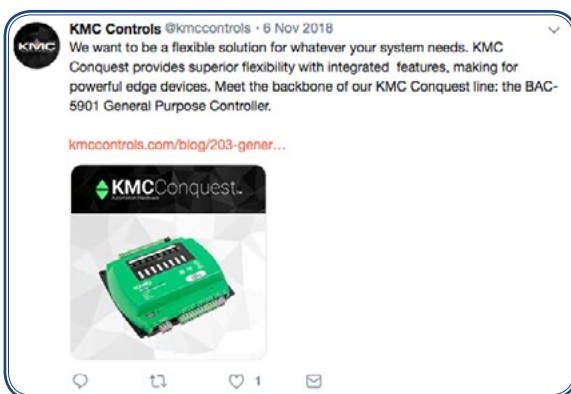 KMC Controls @kmccontrols · 6 Nov 2018
KMC
We want to be a flexible solution for whatever your system needs. KMC
Conquest provides superior flexibility with integrated features, making for
powerful edge devices. Meet the backbone of our KMC Conquest line: the BAC-
5901 General Purpose Controller.
kmccontrols.com/blog/203-gener...
KMCConquest™
Automation Hardware
1